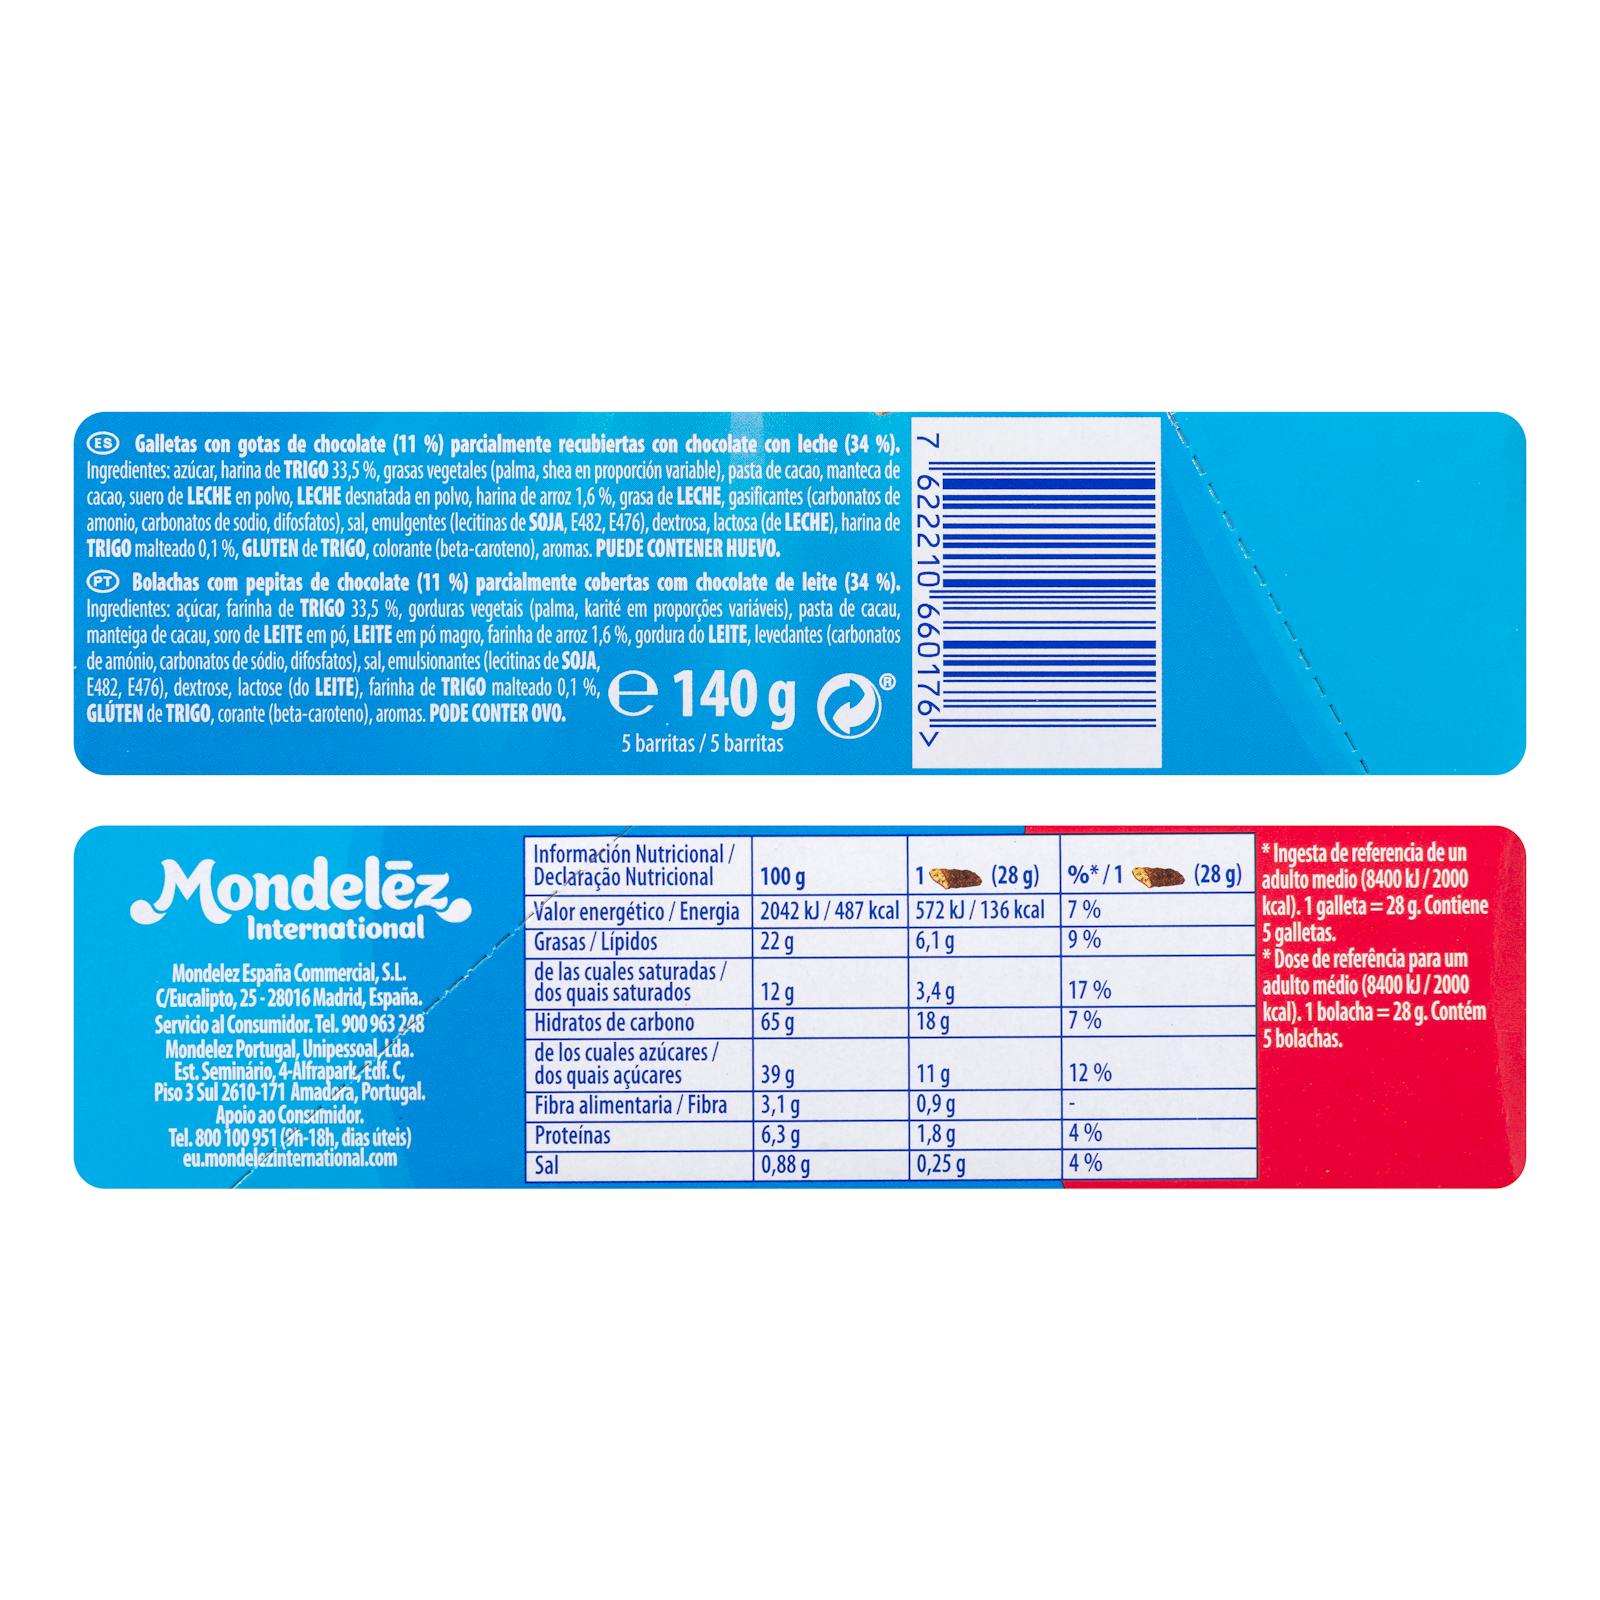 ES Galletas con gotas de chocolate (11 %) parcialmente recubiertas con chocolate con leche (34 %).
Ingredientes: azúcar, harina de TRIGO 33,5 %, grasas vegetales (palma, shea en proporción variable), pasta de cacao, manteca de
cacao, suero de LECHE en polvo, LECHE desnatada en polvo, harina de arroz 1,6 %, grasa de LECHE, gasificantes (carbonatos de
amonio, carbonatos de sodio, difosfatos), sal, emulgentes (lecitinas de SOJA, E482, E476), dextrosa, lactosa (de LECHE), harina de
TRIGO malteado 0,1 %, GLUTEN de TRIGO, colorante (beta-caroteno), aromas. PUEDE CONTENER HUEVO.
PT Bolachas com pepitas de chocolate (11 %) parcialmente cobertas com chocolate de leite (34 %).
Ingredientes: açúcar, farinha de TRIGO 33,5 %, gorduras vegetais (palma, karité em proporções variáveis), pasta de cacau,
manteiga de cacau, soro de LEITE em pó, LEITE em pó magro, farinha de arroz 1,6 %, gordura do LEITE, levedantes (carbonatos
de amónio, carbonatos de sódio, difosfatos), sal, emulsionantes (lecitinas de SOJA,
E482, E476), dextrose, lactose (do LEITE), farinha de TRIGO malteado 0,1 %,
GLÚTEN de TRIGO, corante (beta-caroteno), aromas. PODE CONTER OVO.
e 140 g ®
5 barritas / 5 barritas
7 622210 660176 >
Mondelēz
International
Mondelez España Commercial, S.L.
C/Eucalipto, 25 - 28016 Madrid, España.
Servicio al Consumidor. Tel. 900 963 248
Mondelez Portugal, Unipessoal, Lda.
Est. Seminário, 4-Alfrapark, Edf. C,
Piso 3 Sul 2610-171 Amadora, Portugal.
Apoio ao Consumidor.
Tel. 800 100 951 (9h-18h, dias úteis)
eu.mondelezinternational.com
Información Nutricional /
Declaração Nutricional 100 g 1 (28 g) %* / 1 (28 g)
Valor energético / Energia 2042 kJ / 487 kcal 572 kJ / 136 kcal 7 %
Grasas / Lípidos 22 g 6,1 g 9 %
de las cuales saturadas /
dos quais saturados 12 g 3,4 g 17 %
Hidratos de carbono 65 g 18 g 7 %
de los cuales azúcares /
dos quais açúcares 39 g 11 g 12 %
Fibra alimentaria / Fibra 3,1 g 0,9 g -
Proteínas 6,3 g 1,8 g 4 %
Sal 0,88 g 0,25 g 4 %
* Ingesta de referencia de un
adulto medio (8400 kJ / 2000
kcal). 1 galleta = 28 g. Contiene
5 galletas.
* Dose de referência para um
adulto médio (8400 kJ / 2000
kcal). 1 bolacha = 28 g. Contém
5 bolachas.